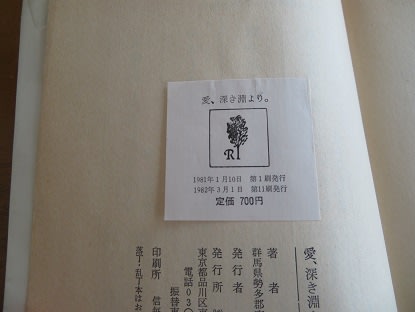 愛、深き淵より。
R
1981年1月10日 第1刷発行
1982年3月1日 第11刷発行
定価 700円
愛、深き淵
著者
群馬県勢多郡
発行者
発行所
東京都品川区
電話03
振替東
印刷所 信毎
落丁・乱丁本はお